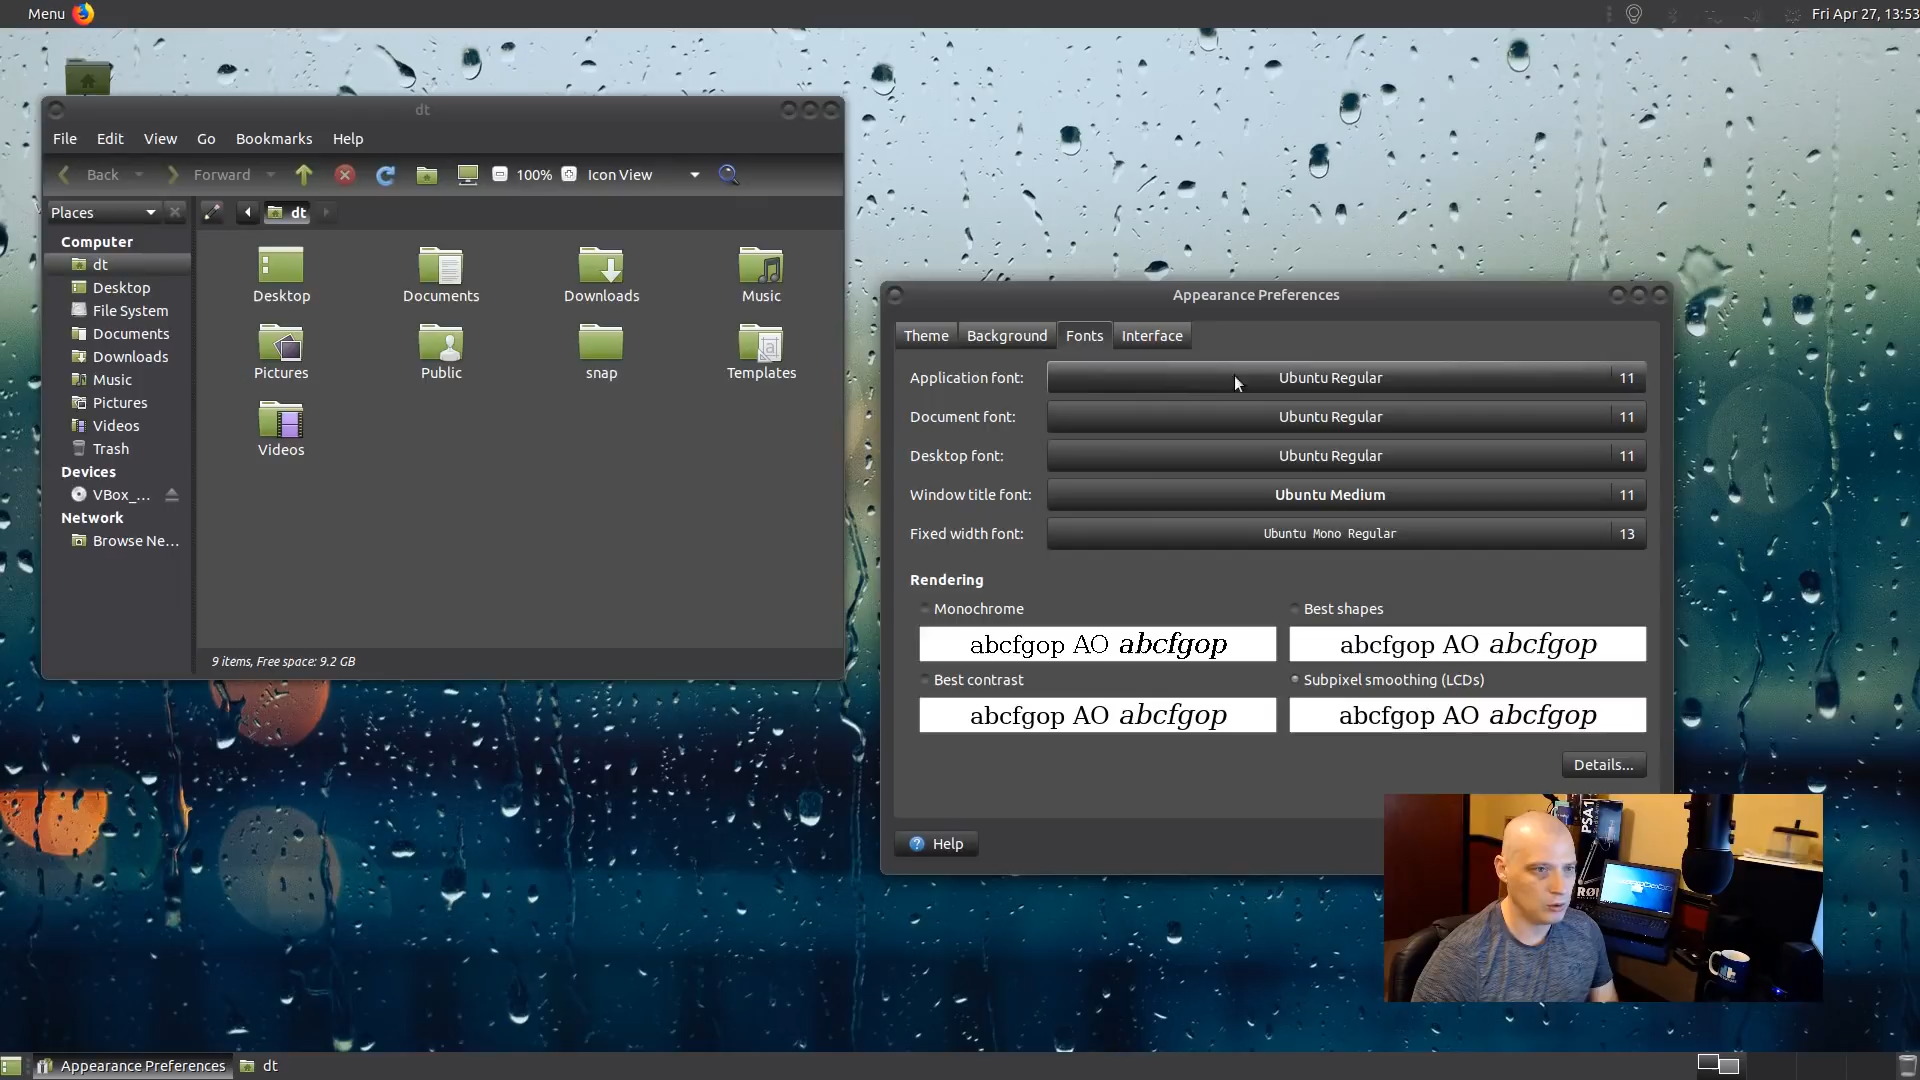 Menu
Fri Apr 27, 13:53
dt
File Edit View Go Bookmarks Help
Back Forward 100% Icon View
Places
dt
Computer
dt
Desktop
File System
Documents
Downloads
Music
Pictures
Videos
Trash
Devices
VBox_...
Network
Browse Ne...
Desktop Documents Downloads Music
Pictures Public snap Templates
Videos
9 items, Free space: 9.2 GB
Appearance Preferences
Theme Background Fonts Interface
Application font: Ubuntu Regular 11
Document font: Ubuntu Regular 11
Desktop font: Ubuntu Regular 11
Window title font: Ubuntu Medium 11
Fixed width font: Ubuntu Mono Regular 13
Rendering
Monochrome Best shapes
abcfgop AO abcfgop abcfgop AO abcfgop
Best contrast Subpixel smoothing (LCDs)
abcfgop AO abcfgop abcfgop AO abcfgop
Details...
Help
PSA1
Appearance Preferences dt